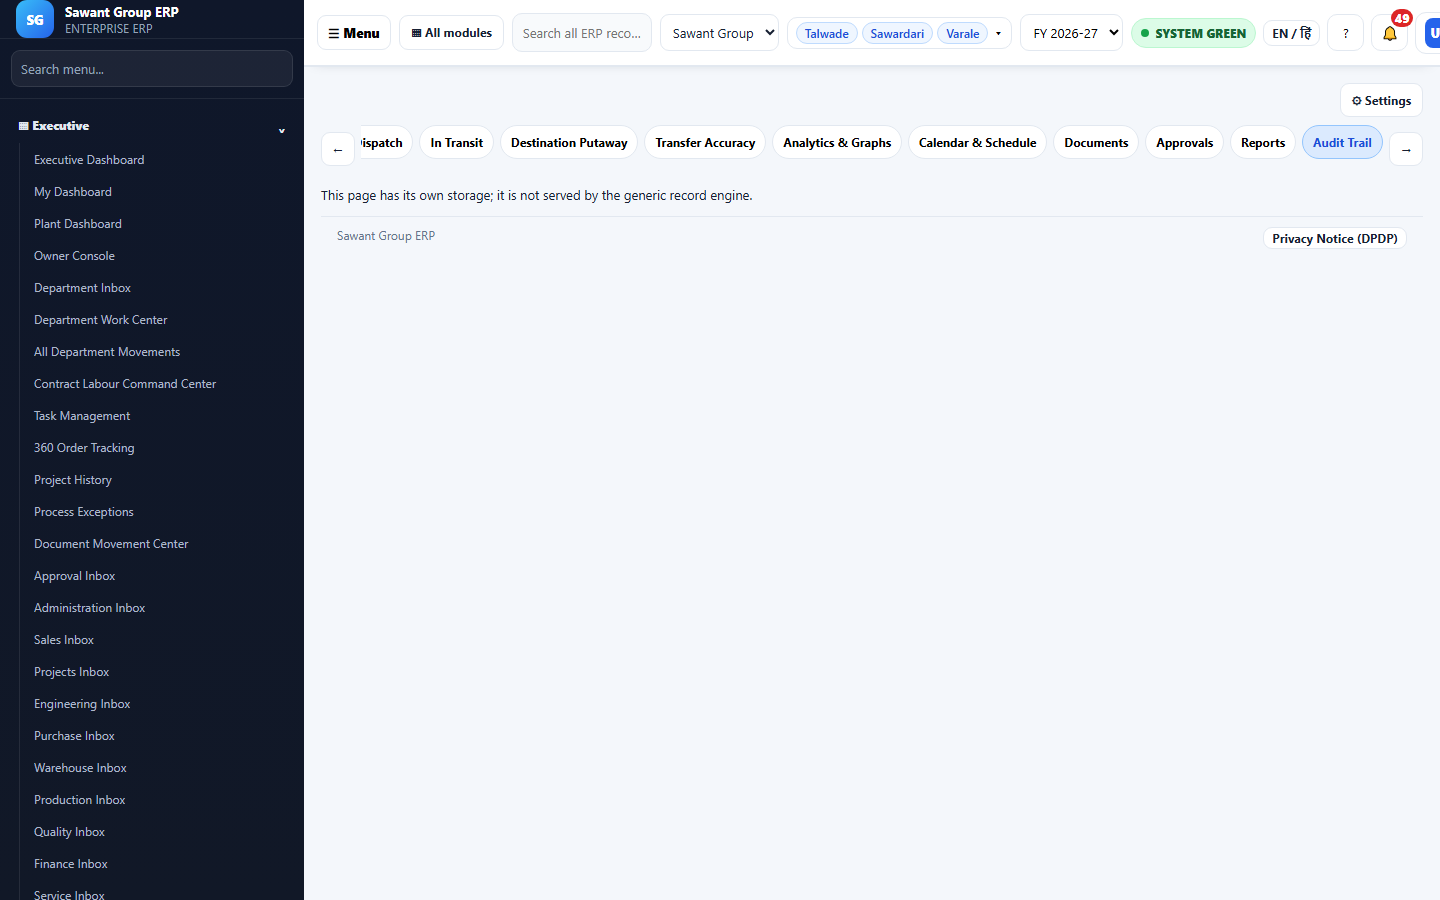 SG
Sawant Group ERP
ENTERPRISE ERP
Search menu...
Executive
Executive Dashboard
My Dashboard
Plant Dashboard
Owner Console
Department Inbox
Department Work Center
All Department Movements
Contract Labour Command Center
Task Management
360 Order Tracking
Project History
Process Exceptions
Document Movement Center
Approval Inbox
Administration Inbox
Sales Inbox
Projects Inbox
Engineering Inbox
Purchase Inbox
Warehouse Inbox
Production Inbox
Quality Inbox
Finance Inbox
Service Inbox
☰ Menu
All modules
Search all ERP reco...
Sawant Group
Talwade
Sawardari
Varale
FY 2026-27
SYSTEM GREEN
EN / हिं
?
49
U
⚙ Settings
←
ispatch
In Transit
Destination Putaway
Transfer Accuracy
Analytics & Graphs
Calendar & Schedule
Documents
Approvals
Reports
Audit Trail
→
This page has its own storage; it is not served by the generic record engine.
Sawant Group ERP
Privacy Notice (DPDP)